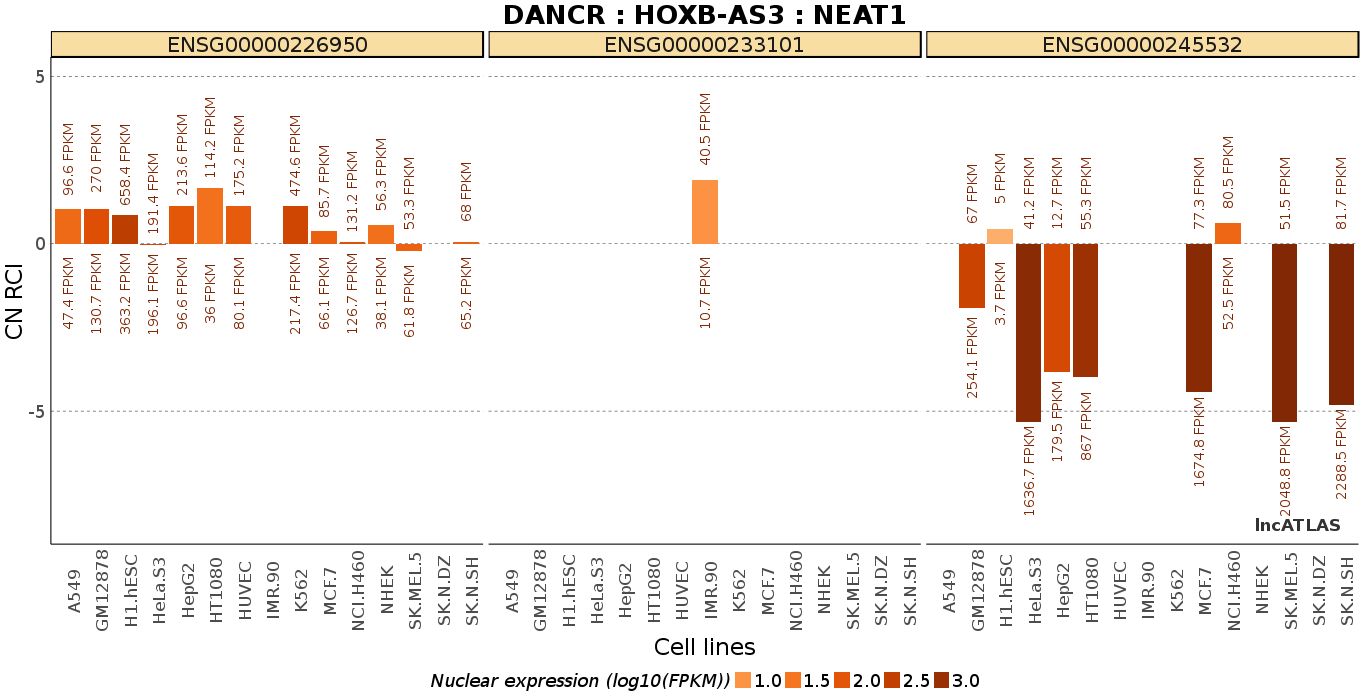 DANCR : HOXB-AS3 : NEAT1
ENSG00000226950 ENSG00000233101 ENSG00000245532
5
0
-5
CN RCI
96.6 FPKM
270 FPKM
658.4 FPKM
191.4 FPKM
213.6 FPKM
114.2 FPKM
175.2 FPKM
474.6 FPKM
85.7 FPKM
131.2 FPKM
56.3 FPKM
53.3 FPKM
68 FPKM
47.4 FPKM
130.7 FPKM
363.2 FPKM
196.1 FPKM
96.6 FPKM
36 FPKM
80.1 FPKM
217.4 FPKM
66.1 FPKM
126.7 FPKM
38.1 FPKM
61.8 FPKM
65.2 FPKM
40.5 FPKM
10.7 FPKM
67 FPKM
5 FPKM
41.2 FPKM
12.7 FPKM
55.3 FPKM
77.3 FPKM
80.5 FPKM
51.5 FPKM
81.7 FPKM
254.1 FPKM
3.7 FPKM
1636.7 FPKM
179.5 FPKM
867 FPKM
1674.8 FPKM
52.5 FPKM
2048.8 FPKM
2288.5 FPKM
lncATLAS
A549
GM12878
H1.hESC
HeLa.S3
HepG2
HT1080
HUVEC
IMR.90
K562
MCF.7
NCI.H460
NHEK
SK.MEL.5
SK.N.DZ
SK.N.SH
A549
GM12878
H1.hESC
HeLa.S3
HepG2
HT1080
HUVEC
IMR.90
K562
MCF.7
NCI.H460
NHEK
SK.MEL.5
SK.N.DZ
SK.N.SH
A549
GM12878
H1.hESC
HeLa.S3
HepG2
HT1080
HUVEC
IMR.90
K562
MCF.7
NCI.H460
NHEK
SK.MEL.5
SK.N.DZ
SK.N.SH
Cell lines
Nuclear expression (log10(FPKM)) 1.0 1.5 2.0 2.5 3.0